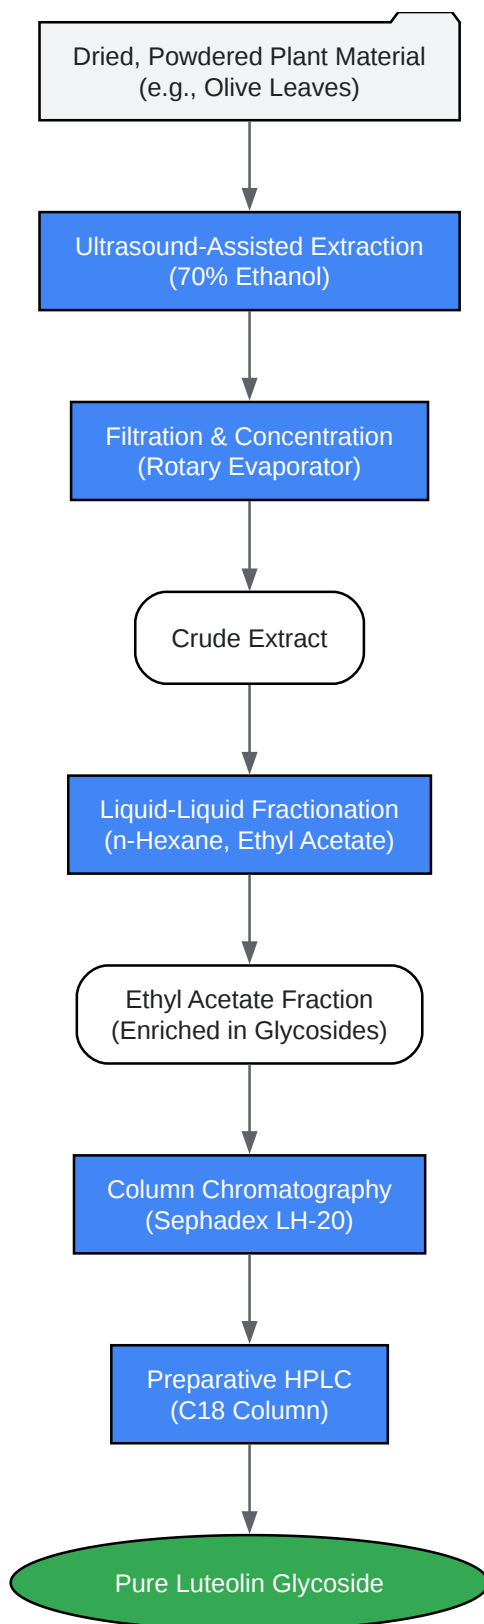 Dried, Powdered Plant Material
(e.g., Olive Leaves)
Ultrasound-Assisted Extraction
(70% Ethanol)
Filtration & Concentration
(Rotary Evaporator)
Crude Extract
Liquid-Liquid Fractionation
(n-Hexane, Ethyl Acetate)
Ethyl Acetate Fraction
(Enriched in Glycosides)
Column Chromatography
(Sephadex LH-20)
Preparative HPLC
(C18 Column)
Pure Luteolin Glycoside